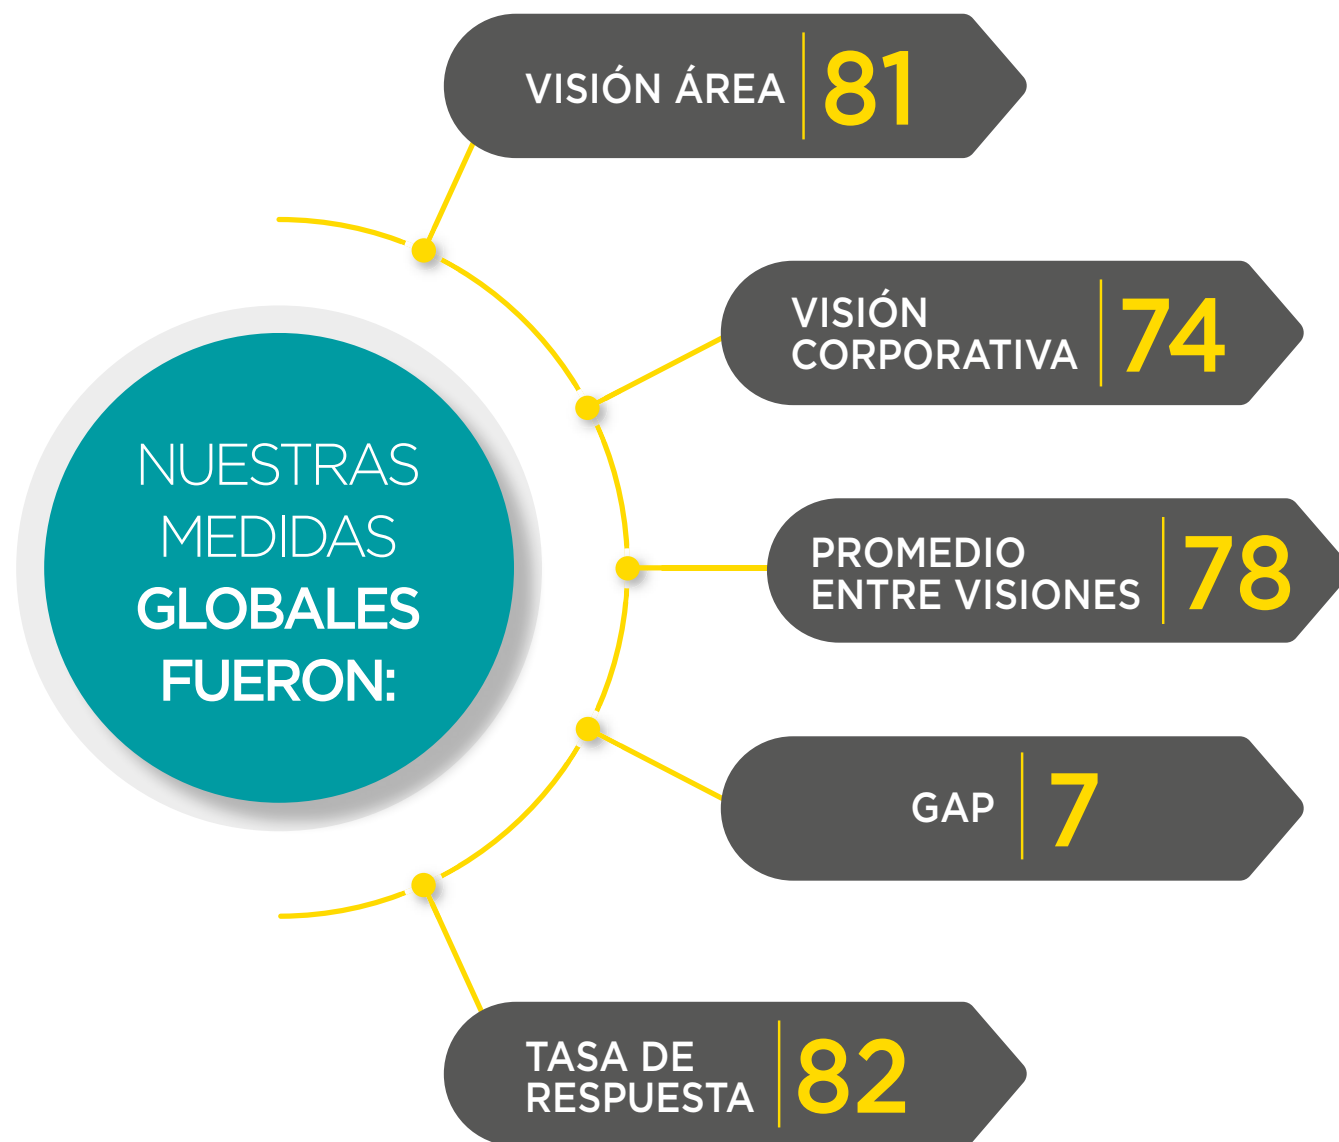 NUESTRAS
MEDIDAS
GLOBALES
FUERON:
VISIÓN ÁREA 81
VISIÓN
CORPORATIVA 74
PROMEDIO
ENTRE VISIONES 78
GAP 7
TASA DE
RESPUESTA 82